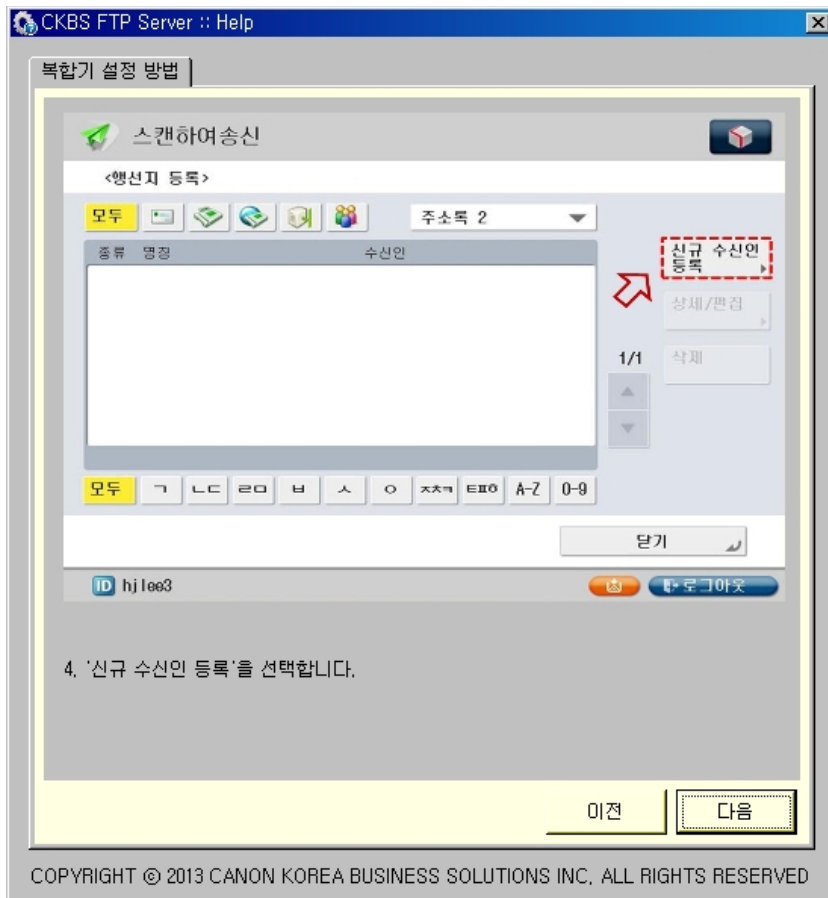 CKBS FTP Server :: Help
복합기 설정 방법
스캔하여송신
<행선지 등록>
모두
주소록 2
종류 명칭 수신인
신규 수신인
등록
상세/편집
1/1
삭제
모두 ㄱ ㄴㄷ ㄹㅁ ㅂ ㅅ ㅇ ㅈㅊㅋ ㅌㅍㅎ A-Z 0-9
닫기
ID hjlee3
로그아웃
4. '신규 수신인 등록'을 선택합니다.
이전 다음
COPYRIGHT ⓒ 2013 CANON KOREA BUSINESS SOLUTIONS INC. ALL RIGHTS RESERVED